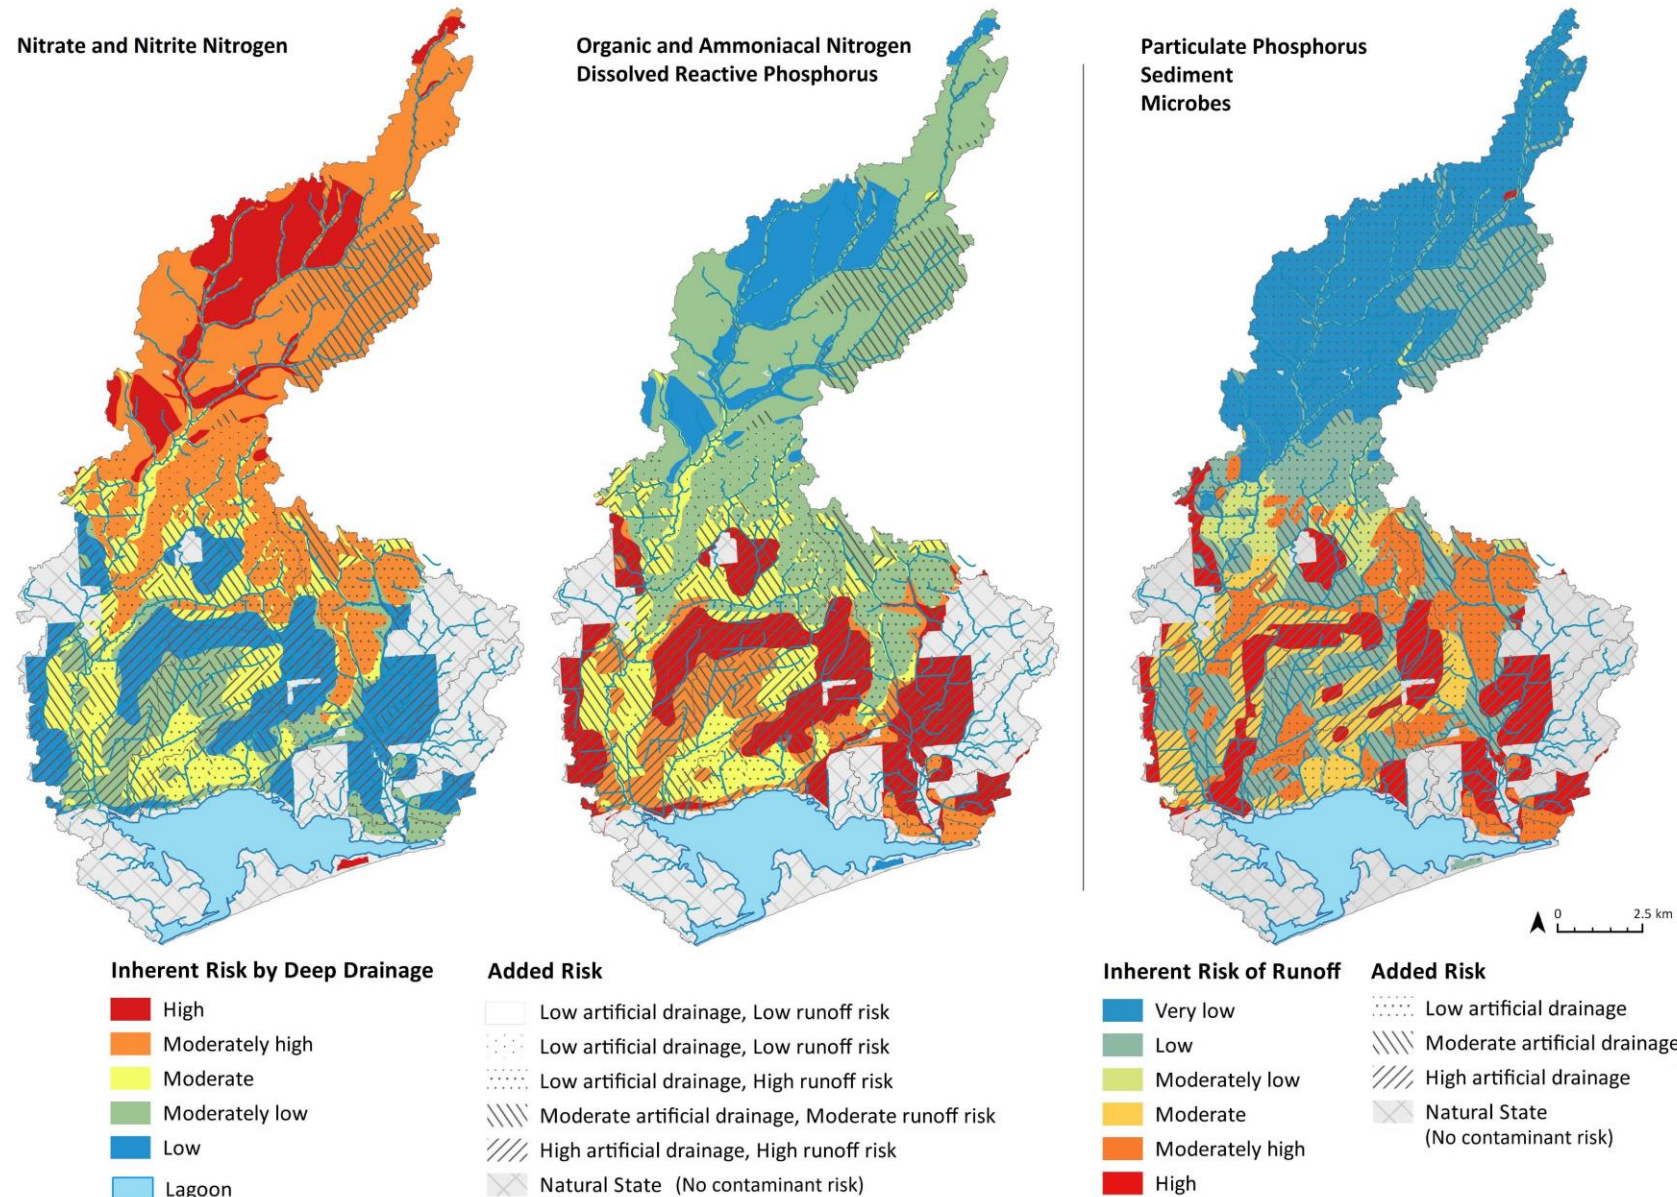 Nitrate and Nitrite Nitrogen
Organic and Ammoniacal Nitrogen
Dissolved Reactive Phosphorus
Particulate Phosphorus
Sediment
Microbes
0 2.5 km
Inherent Risk by Deep Drainage
High
Moderately high
Moderate
Moderately low
Low
Lagoon
Added Risk
Low artificial drainage, Low runoff risk
Low artificial drainage, Low runoff risk
Low artificial drainage, High runoff risk
Moderate artificial drainage, Moderate runoff risk
High artificial drainage, High runoff risk
Natural State (No contaminant risk)
Inherent Risk of Runoff
Very low
Low
Moderately low
Moderate
Moderately high
High
Added Risk
Low artificial drainage
Moderate artificial drainage
High artificial drainage
Natural State
(No contaminant risk)